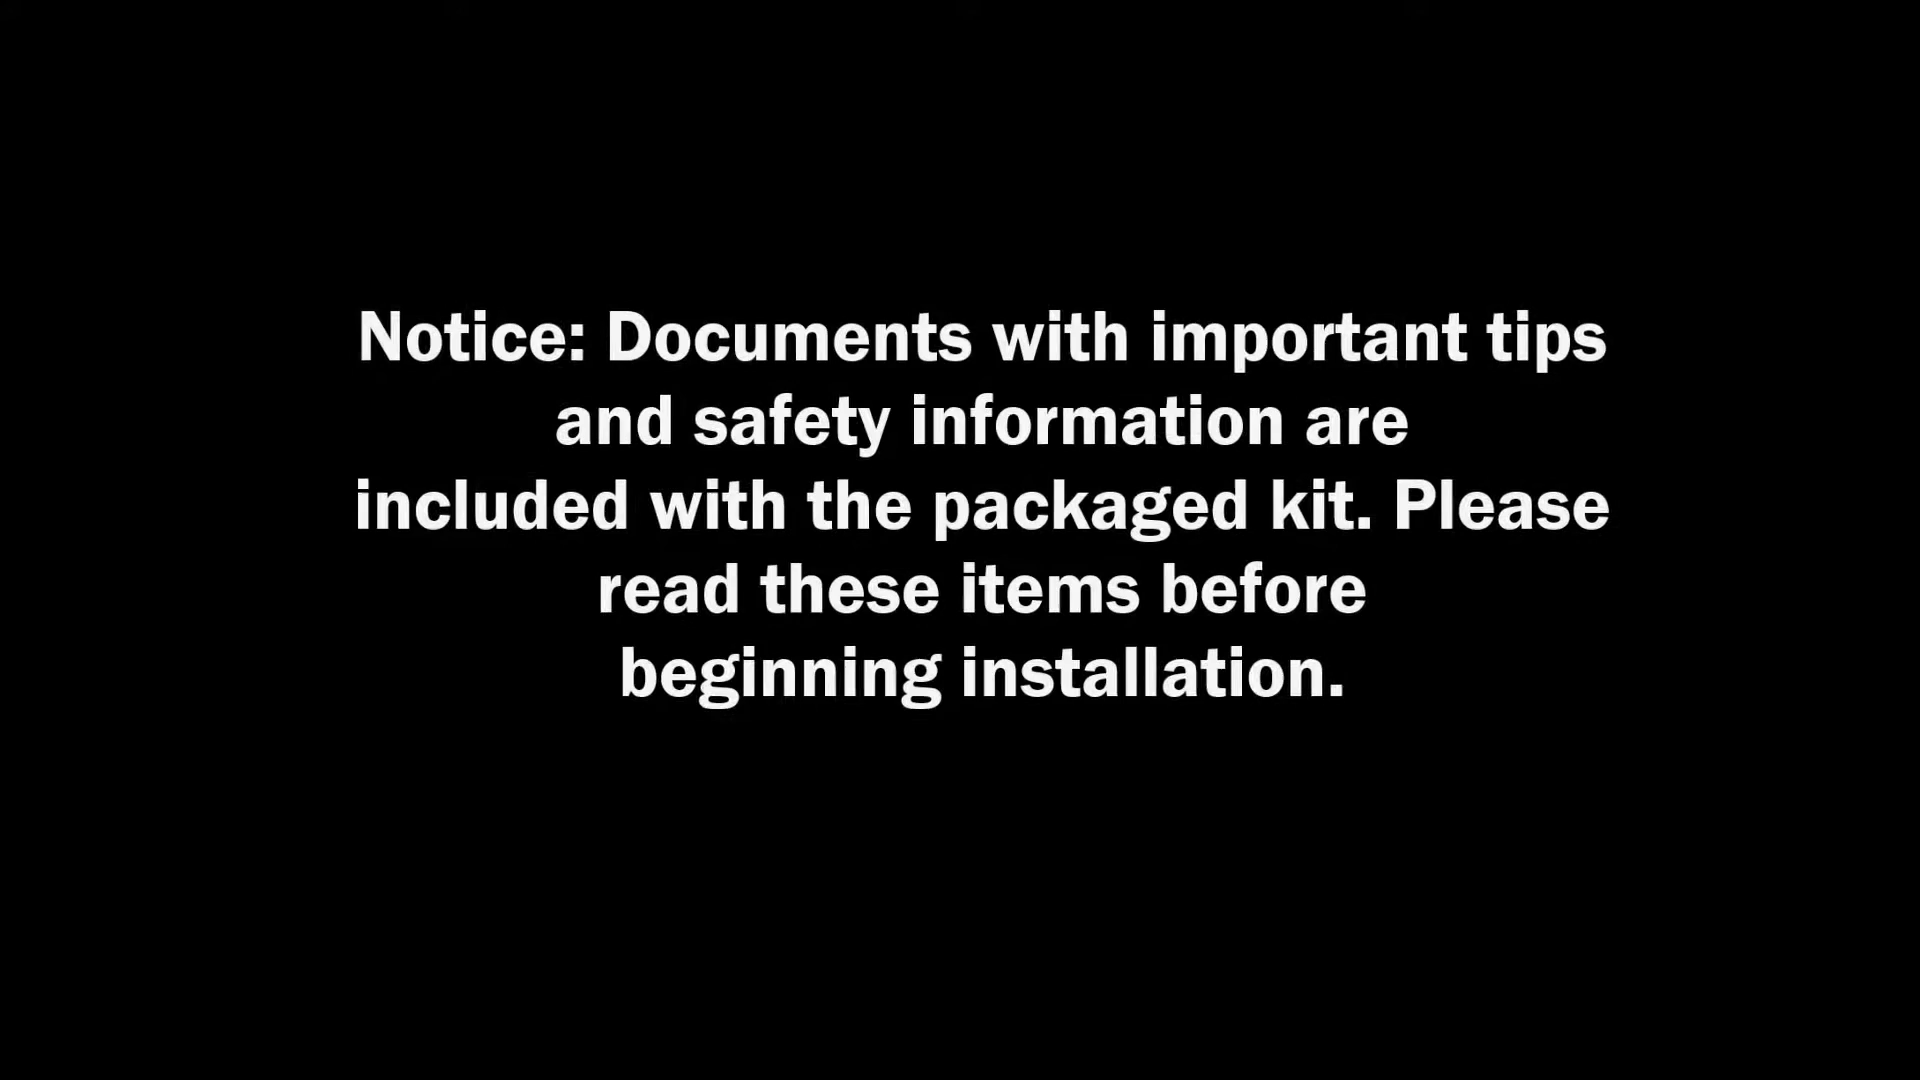 Notice: Documents with important tips
and safety information are
included with the packaged kit. Please
read these items before
beginning installation.